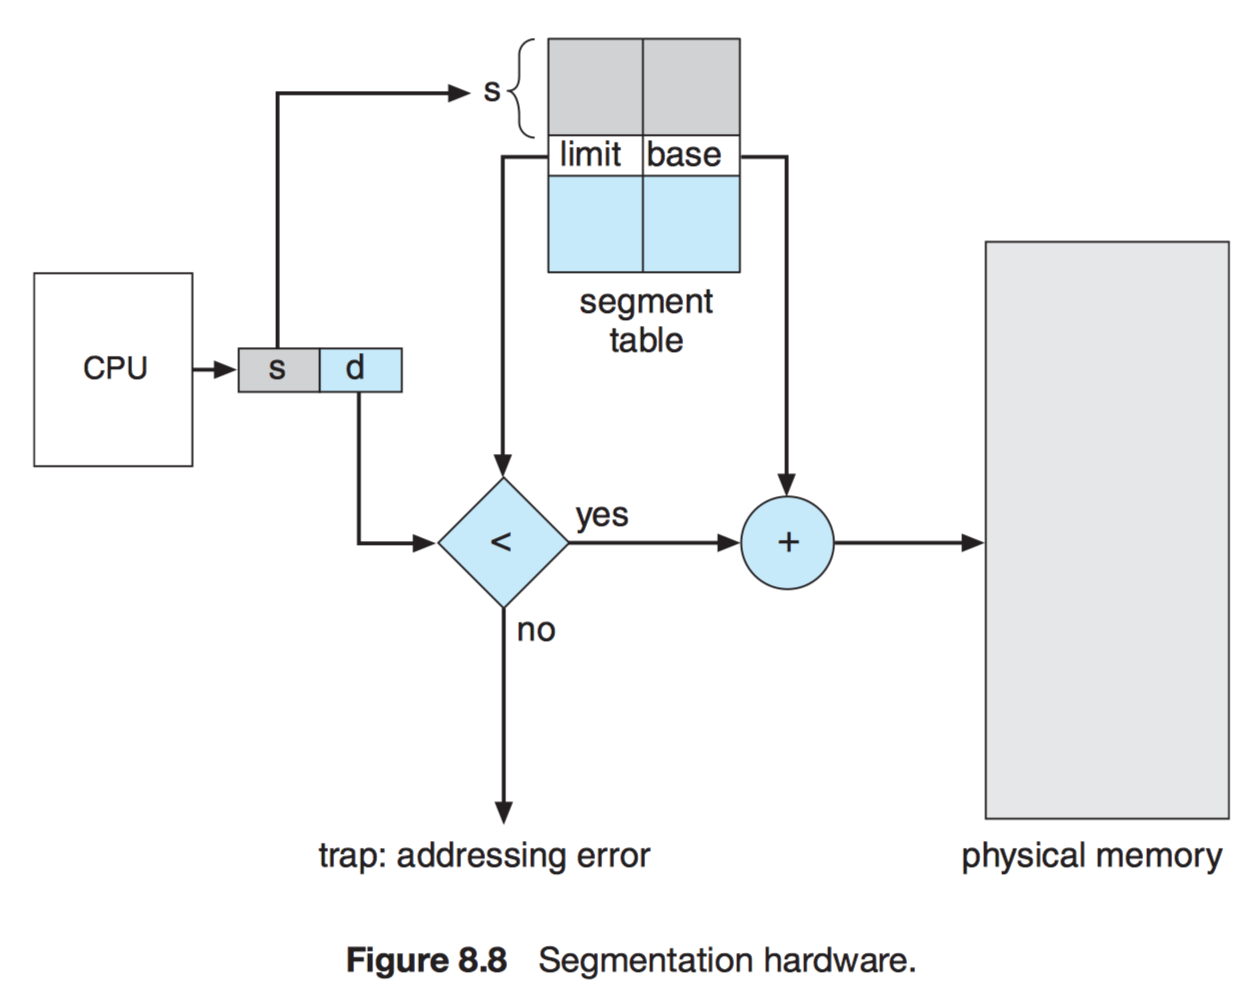 s
limit base
segment
table
CPU
s d
yes
<
+
no
trap: addressing error
physical memory
Figure 8.8 Segmentation hardware.